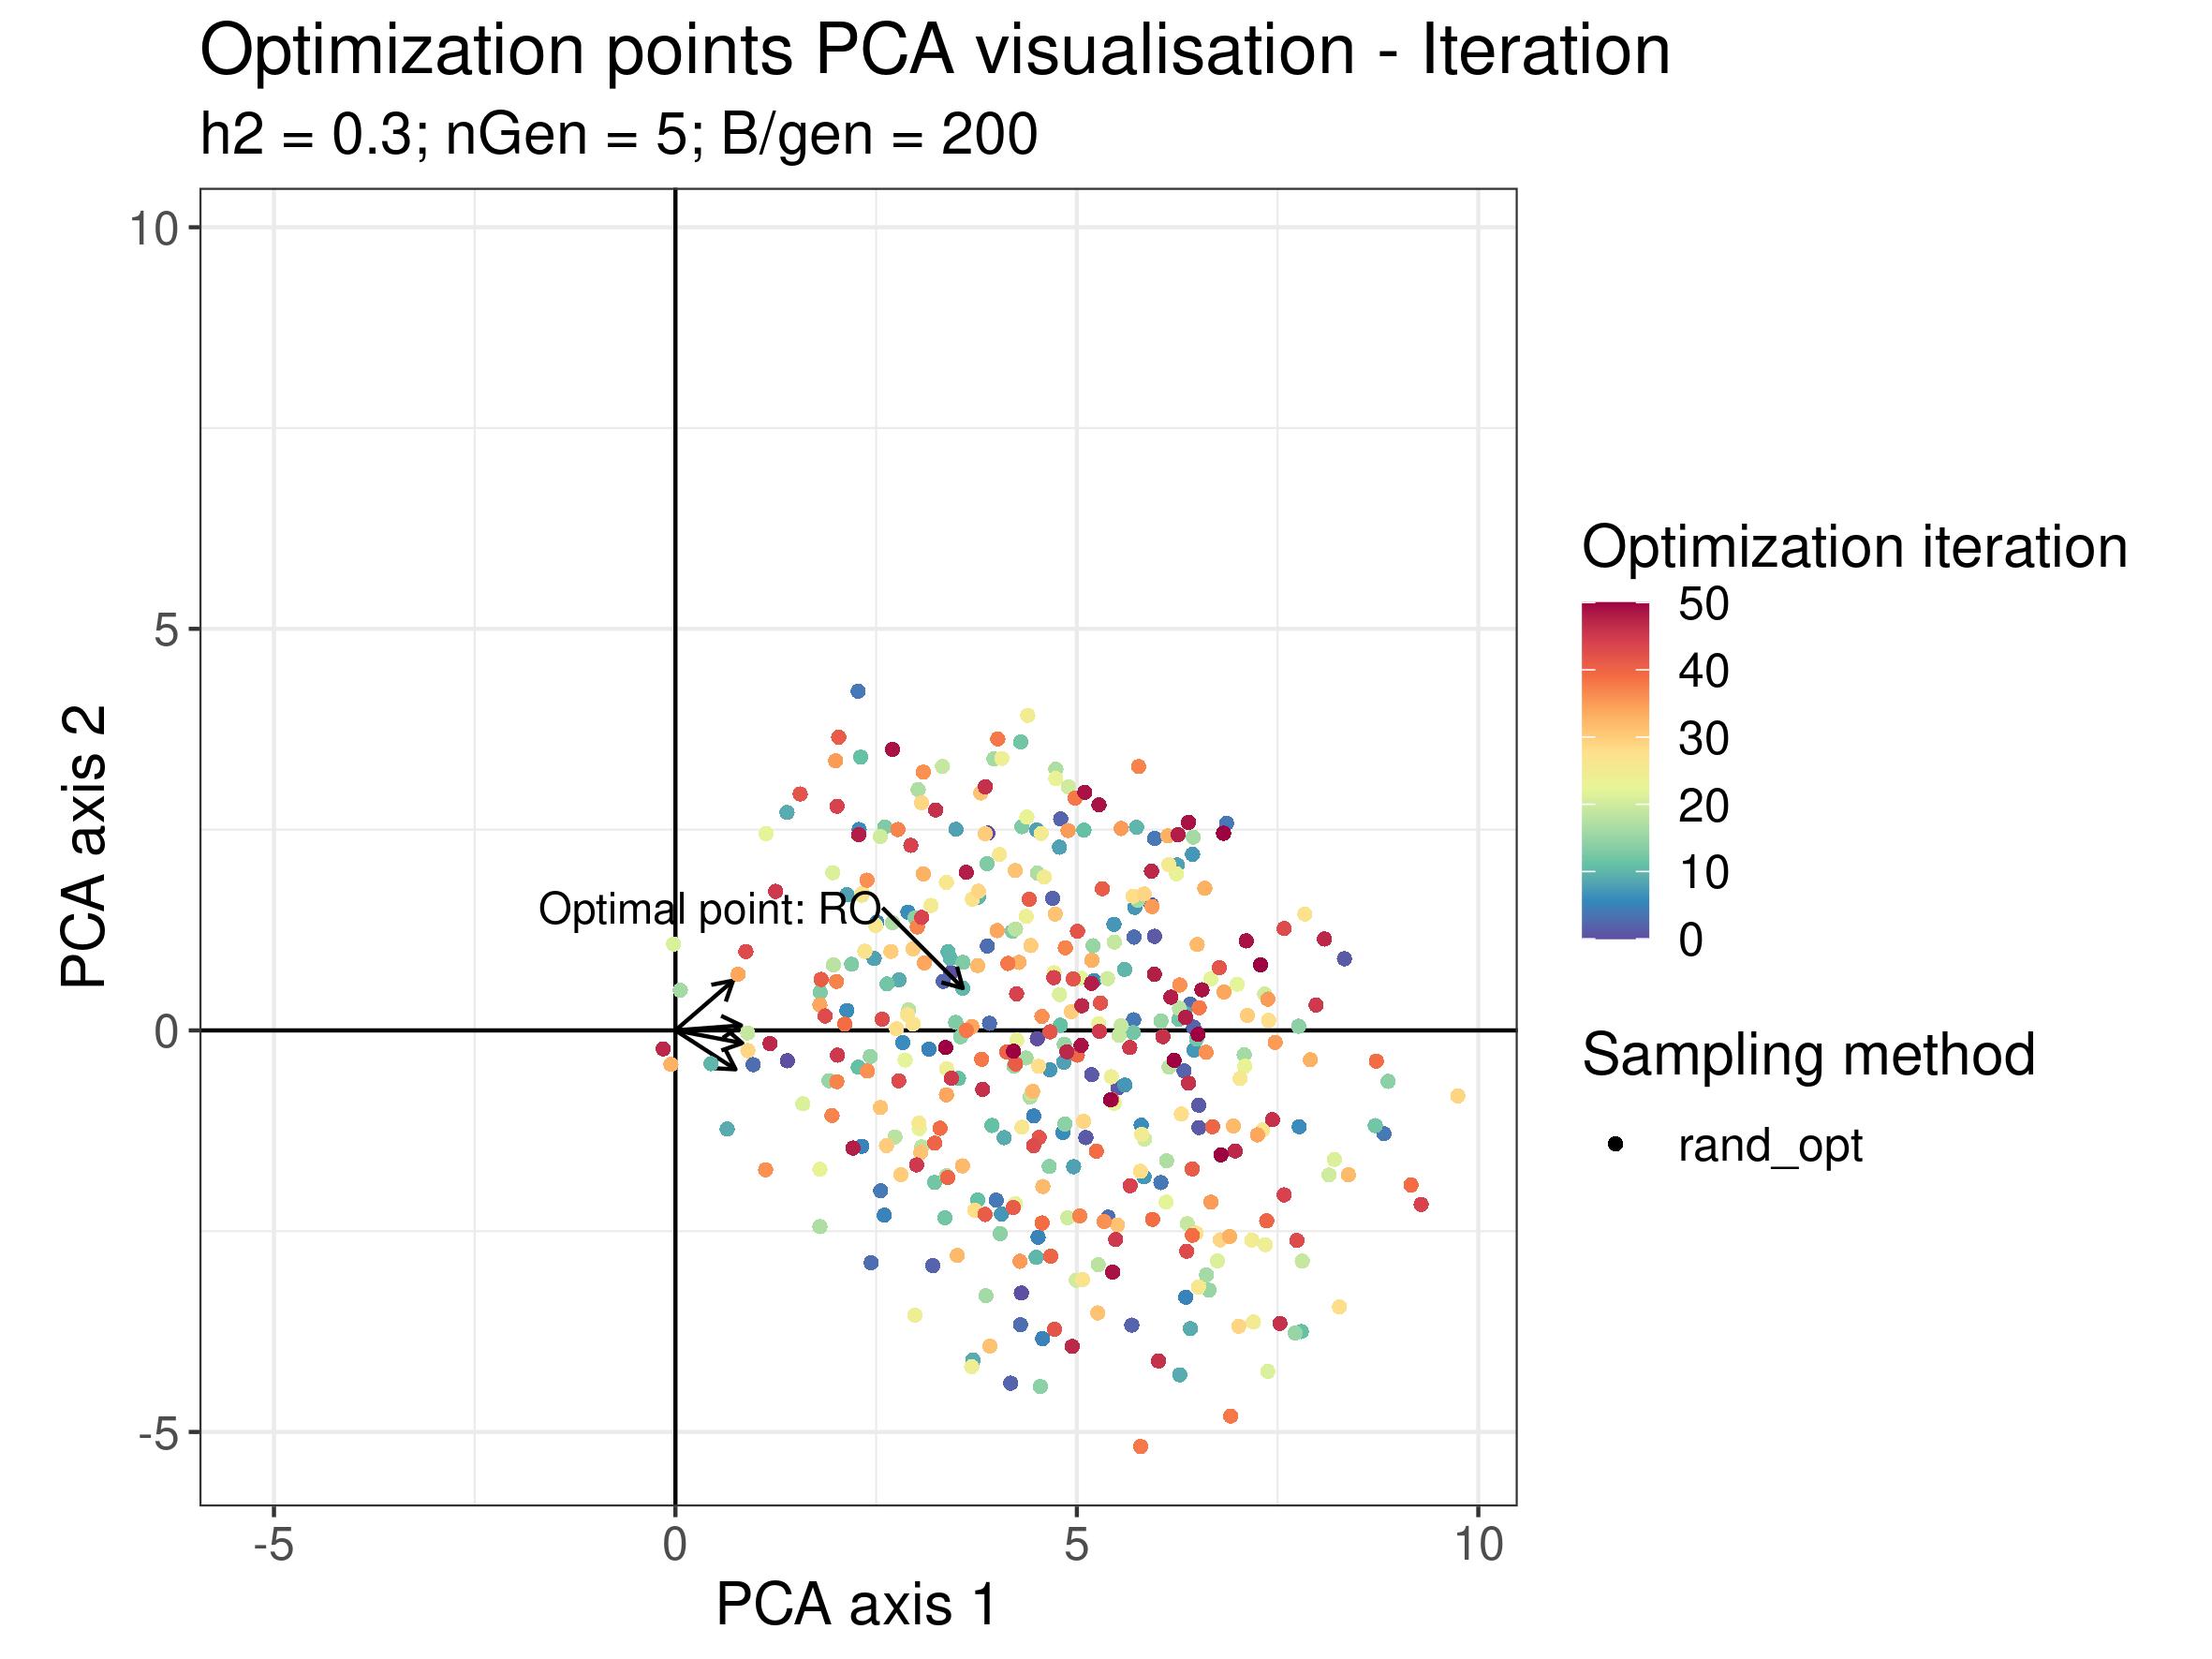 Optimization points PCA visualisation - Iteration
h2 = 0.3; nGen = 5; B/gen = 200
10
5
0
-5
PCA axis 2
Optimal point: RO
-5
0
5
10
PCA axis 1
Optimization iteration
50
40
30
20
10
0
Sampling method
rand_opt